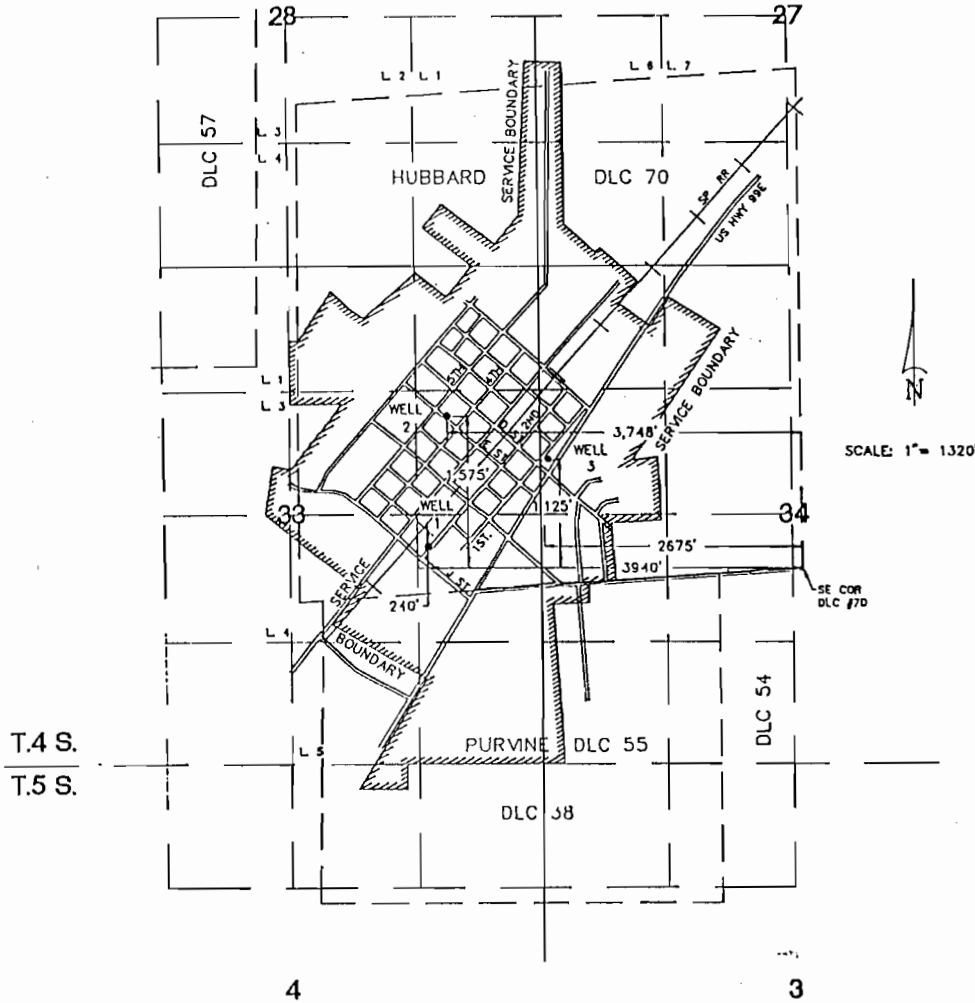 28
27
L. 2 L. 1
L. 6 L. 7
SERVICE BOUNDARY
DLC 57
L. 3
L. 4
HUBBARD
DLC 70
SP RR
US HWY 99E
SERVICE BOUNDARY
N
SCALE: 1"= 1320'
L. 1
L. 3
5TH
4TH
WELL
2
2ND
3,748'
WELL
3
1,575'
WELL
1
1,125'
33
34
1ST.
2675'
3940'
SE COR
DLC #70
SERVICE
BOUNDARY
J ST.
240'
L. 4
DLC 54
L. 5
PURVINE DLC 55
T.4 S.
T.5 S.
DLC
4
3